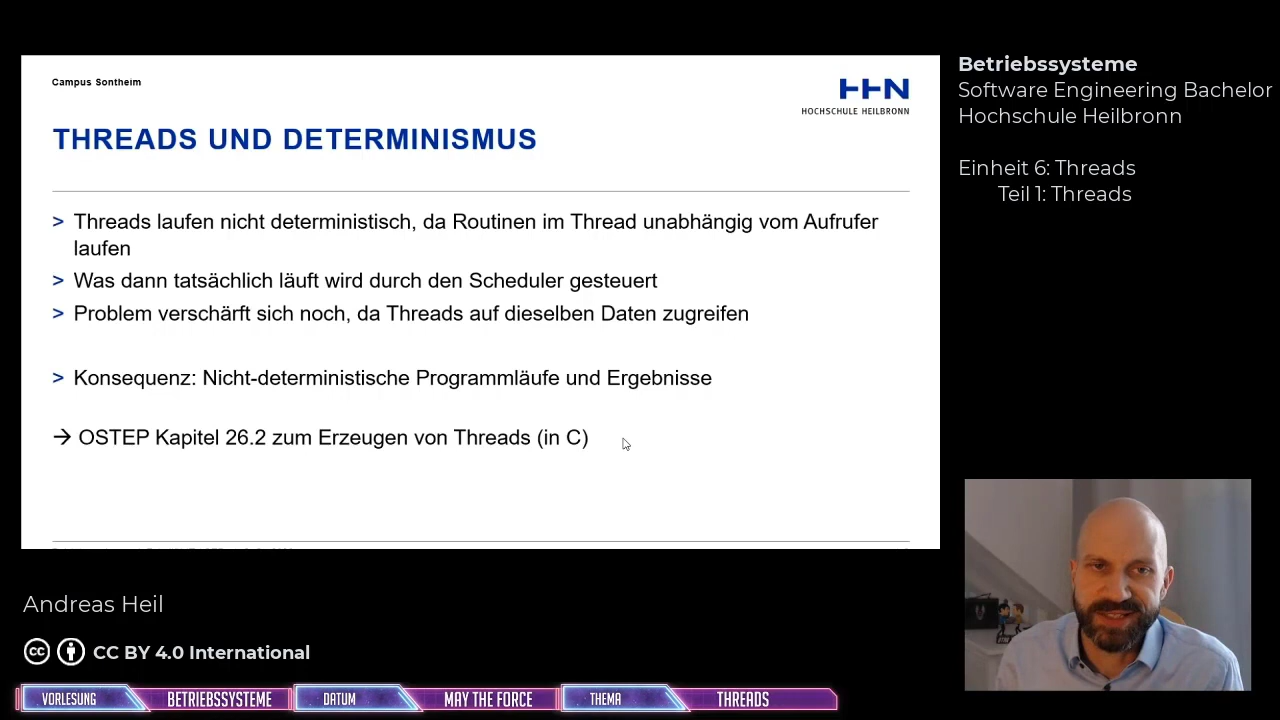 Campus Sontheim
HHN
HOCHSCHULE HEILBRONN
THREADS UND DETERMINISMUS
> Threads laufen nicht deterministisch, da Routinen im Thread unabhängig vom Aufrufer
laufen
> Was dann tatsächlich läuft wird durch den Scheduler gesteuert
> Problem verschärft sich noch, da Threads auf dieselben Daten zugreifen
> Konsequenz: Nicht-deterministische Programmläufe und Ergebnisse
→ OSTEP Kapitel 26.2 zum Erzeugen von Threads (in C)
Betriebssysteme
Software Engineering Bachelor
Hochschule Heilbronn
Einheit 6: Threads
Teil 1: Threads
Andreas Heil
cc CC BY 4.0 International
VORLESUNG BETRIEBSSYSTEME DATUM MAY THE FORCE THEMA THREADS